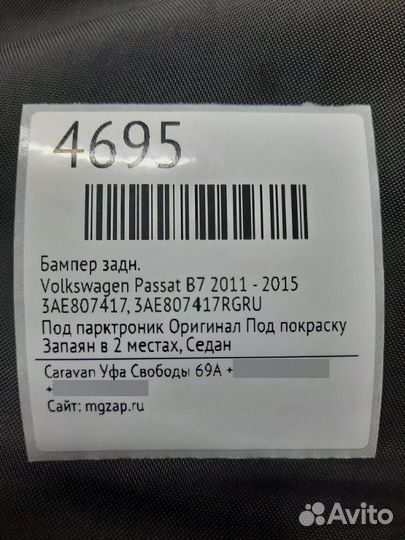 4695
Бампер задн.
Volkswagen Passat B7 2011 - 2015
3AE807417, 3AE807417RGRU
Под парктроник Оригинал Под покраску
Запаян в 2 местах, Седан
Caravan Уфа Свободы 69А +
+
Сайт: mgzap.ru
Avito